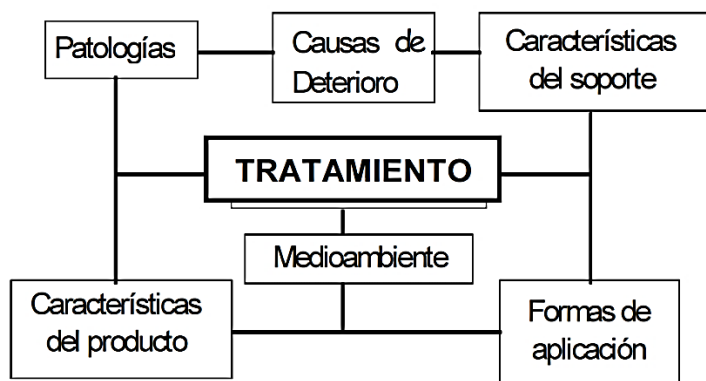 Patologías
Causas de
Deterioro
Características
del soporte
TRATAMIENTO
Medioambiente
Características
del producto
Formas de
aplicación